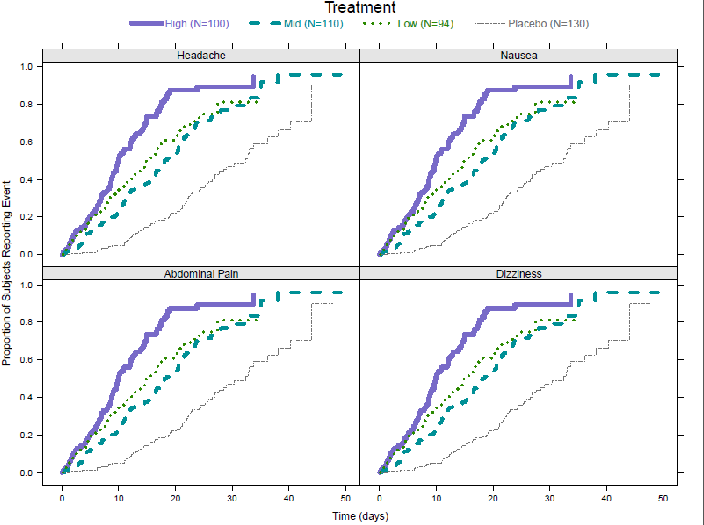 Treatment
High (N=100) Mid (N=110) Low (N=94) Placebo (N=130)
Headache Nausea
1.0
0.8
0.6
0.4
0.2
0.0
Abdominal Pain Dizziness
1.0
0.8
0.6
0.4
0.2
0.0
Proportion of Subjects Reporting Event
0 10 20 30 40 50 0 10 20 30 40 50
Time (days)